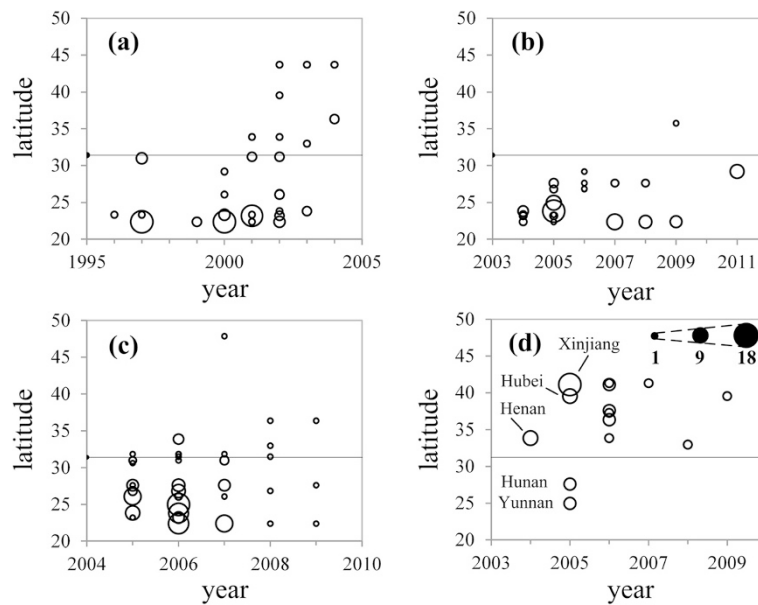 (a)
latitude
50
45
40
35
30
25
20
1995 2000 2005
year
(b)
latitude
50
45
40
35
30
25
20
2003 2005 2007 2009 2011
year
(c)
latitude
50
45
40
35
30
25
20
2004 2006 2008 2010
year
(d)
latitude
50
45
40
35
30
25
20
Xinjiang
Hubei
Henan
Hunan
Yunnan
1 9 18
2003 2005 2007 2009
year